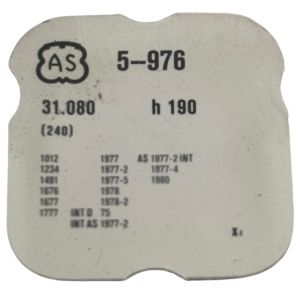 AS 5-976
31.080 h 190
(240)
1012 1977 AS 1977-2 INT
1234 1977-2 1977-4
1491 1977-5 1980
1676 1978
1677 1978-2
1777 INT D 75
INT AS 1977-2
X₁